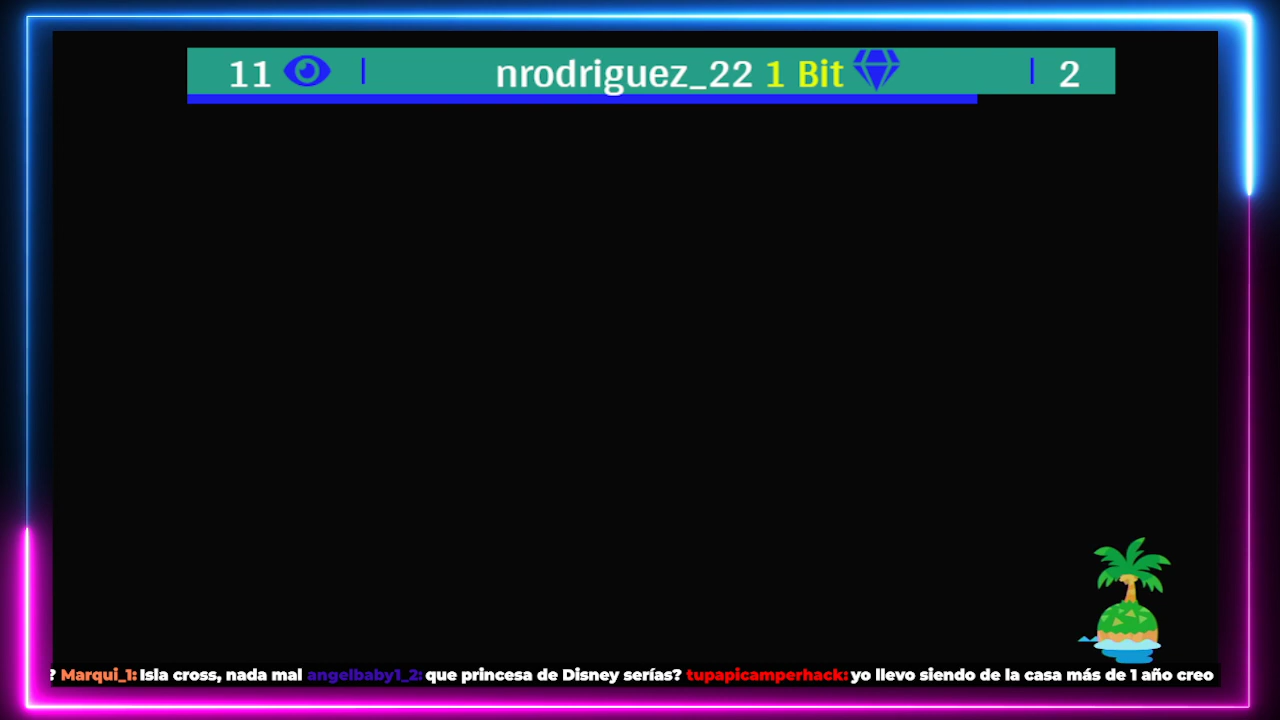 11 nrodriguez_22 1 Bit 2
? Marqui_1: Isla cross, nada mal angelbaby1_2: que princesa de Disney serías? tupapicamperhack: yo llevo siendo de la casa más de 1 año creo